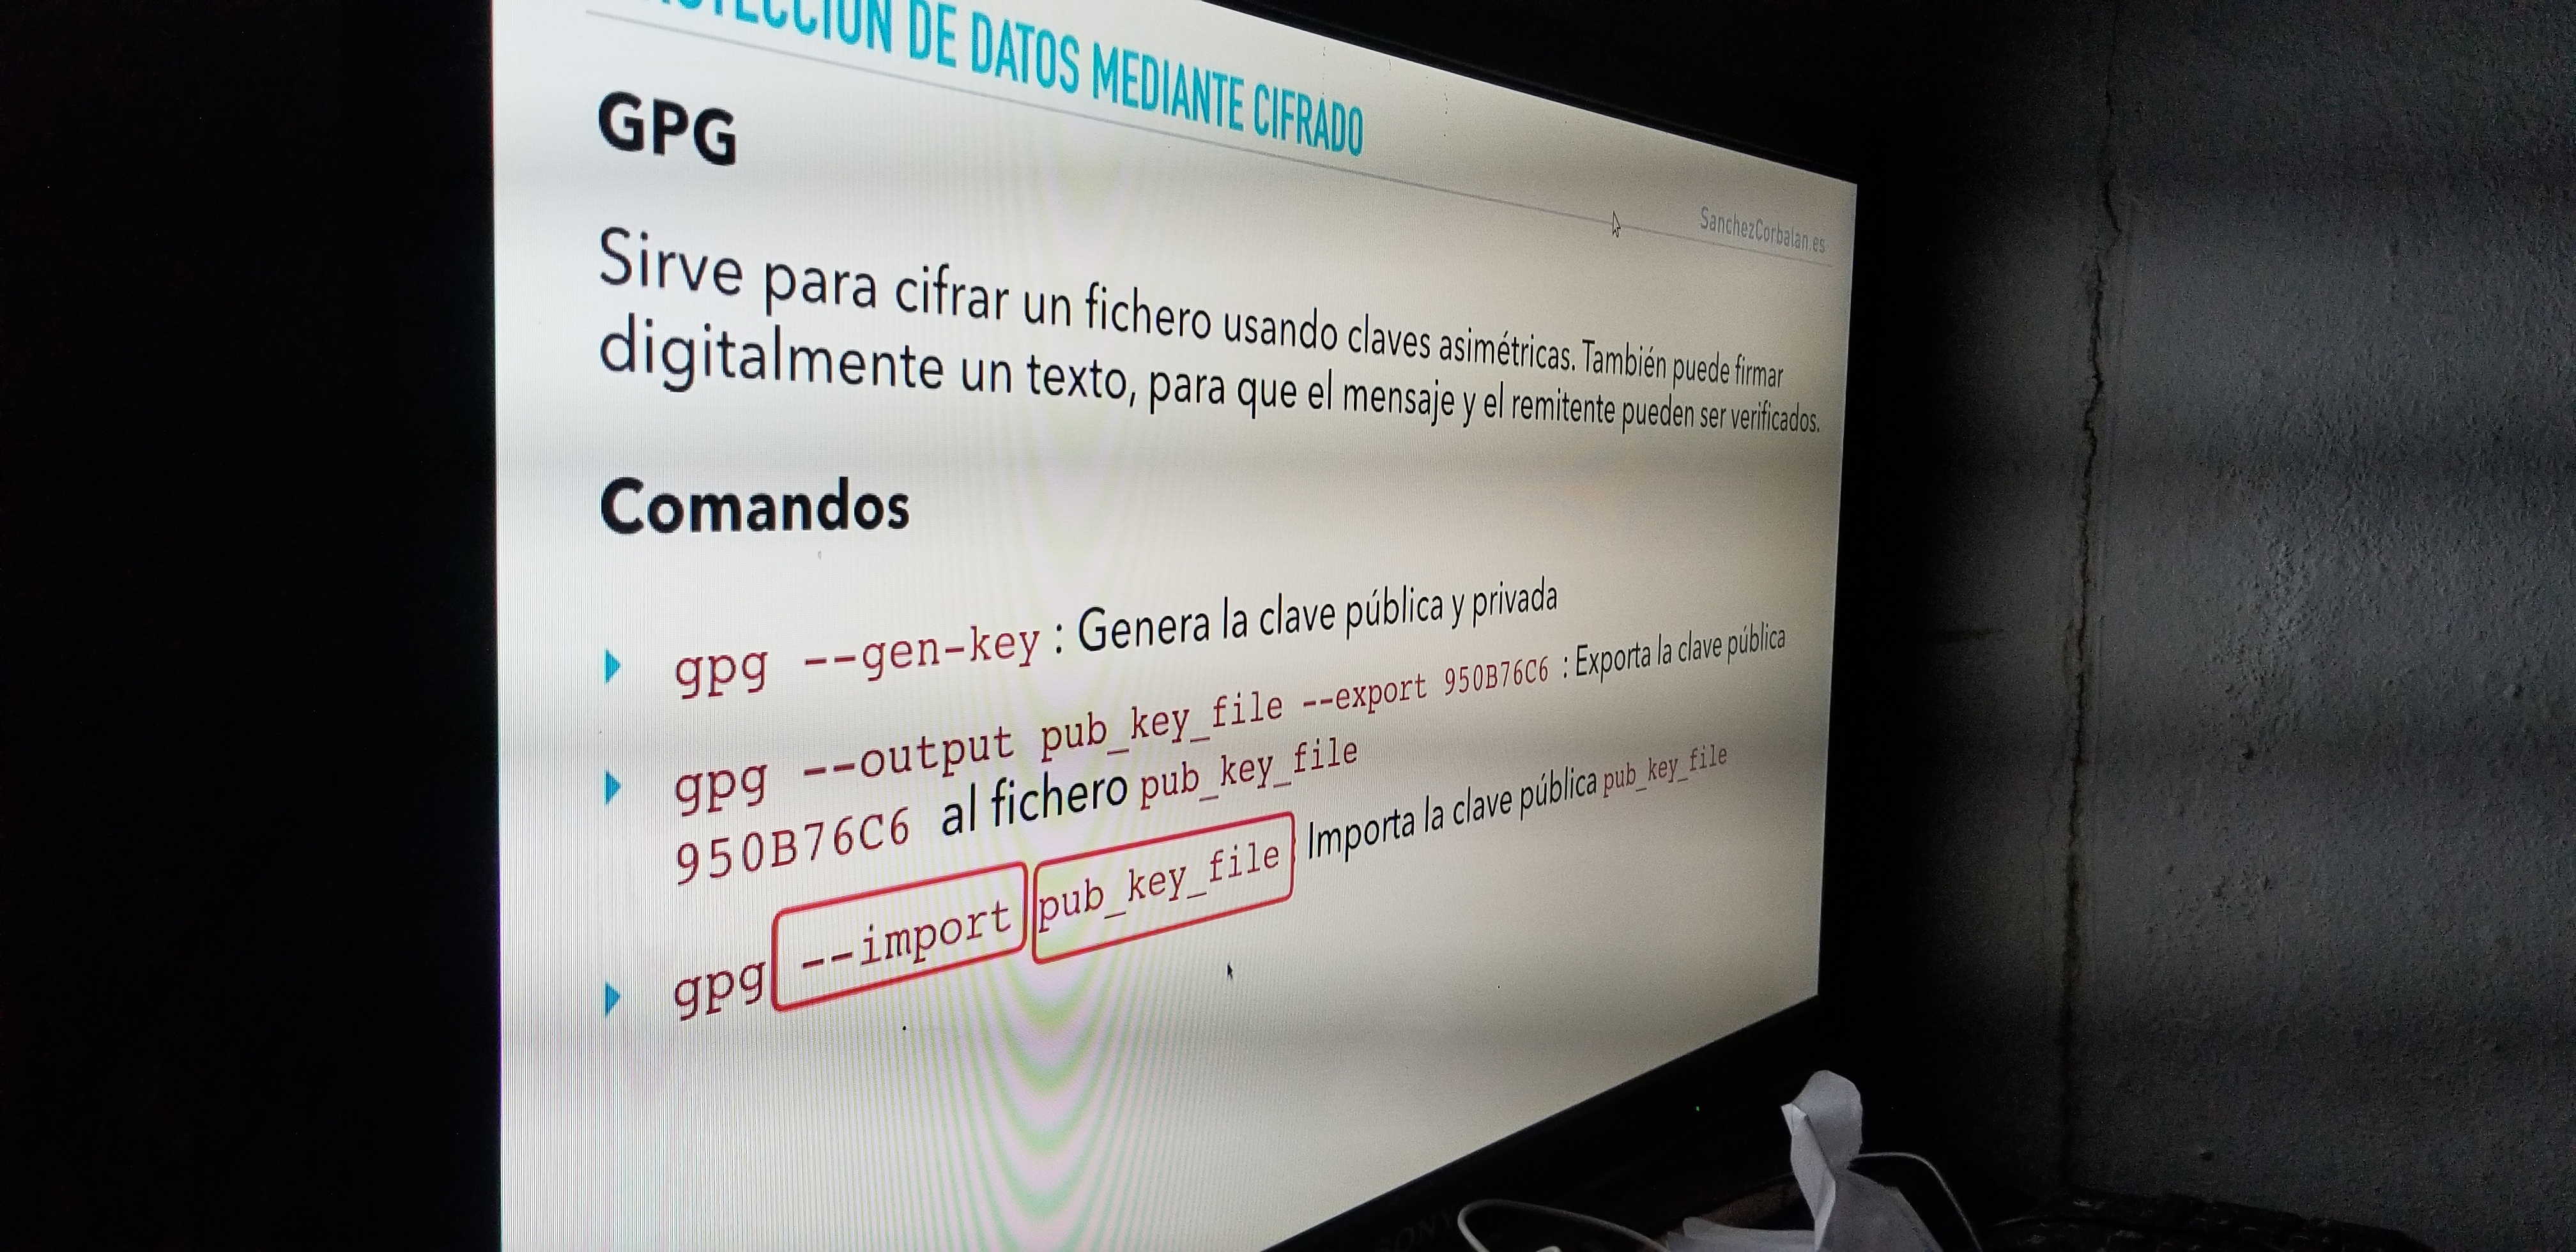 DE DATOS MEDIANTE CIFRADO
SanchezCorbalan.es
GPG
Sirve para cifrar un fichero usando claves asimétricas. También puede firmar
digitalmente un texto, para que el mensaje y el remitente pueden ser verificados.
Comandos
gpg --gen-key : Genera la clave pública y privada
gpg --output pub_key_file --export 950B76C6 : Exporta la clave pública
950B76C6 al fichero pub_key_file
gpg --import pub_key_file Importa la clave pública pub_key_file
SONY